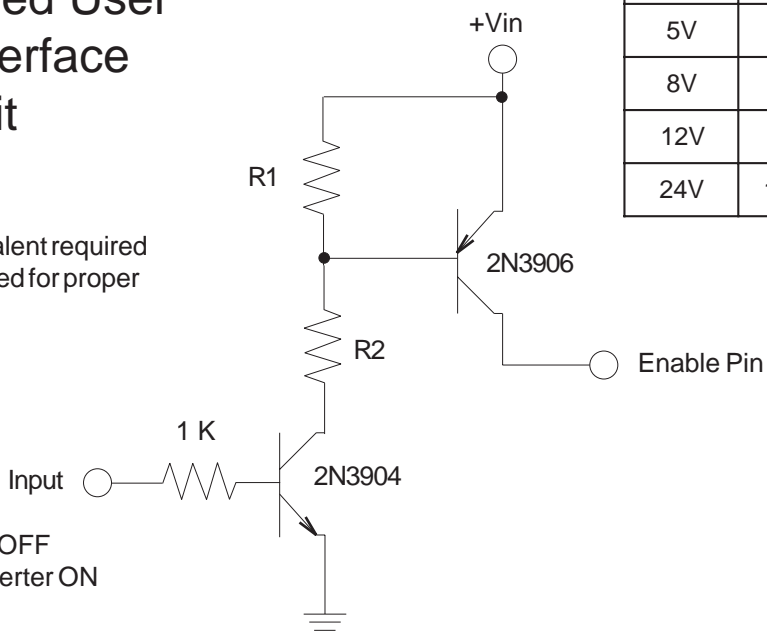 User
erface
it
+Vin
5V
8V
12V
24V
R1
alent required
ed for proper
2N3906
R2
Enable Pin
1 K
Input
2N3904
OFF
erter ON